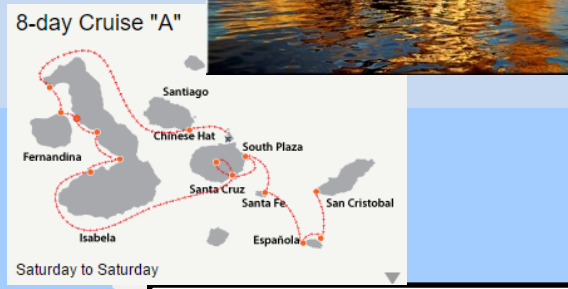 8-day Cruise "A"
Santiago
Chinese Hat
South Plaza
Fernandina
Santa Cruz
Santa Fe
San Cristobal
Isabela
Española
Saturday to Saturday